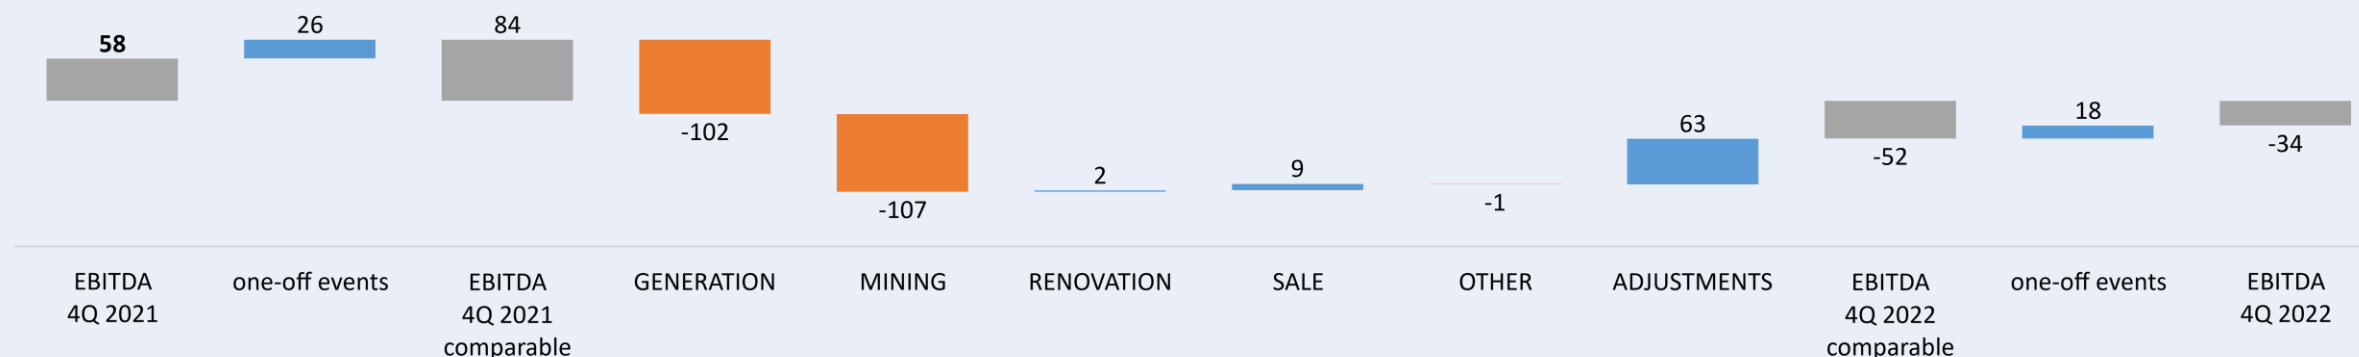 58
26
84
-102
-107
2
9
-1
63
-52
18
-34
EBITDA
4Q 2021
one-off events
EBITDA
4Q 2021
comparable
GENERATION
MINING
RENOVATION
SALE
OTHER
ADJUSTMENTS
EBITDA
4Q 2022
comparable
one-off events
EBITDA
4Q 2022